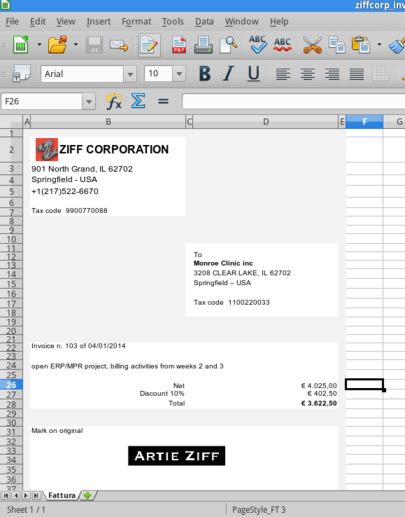 ziffcorp_inv
File Edit View Insert Format Tools Data Window Help
Arial 10 B I U
F26
A B C D E F G
1
2 ZIFF CORPORATION
3 901 North Grand, IL 62702
4 Springfield - USA
5 +1(217)522-6670
6
7 Tax code 9900770088
8
9
10
11 To
12 Monroe Clinic inc
13
14 3208 CLEAR LAKE, IL 62702
15 Springfield – USA
16
17 Tax code 1100220033
18
19
21
22 Invoice n. 103 of 04/01/2014
23
24 open ERP/MPR project, billing activities from weeks 2 and 3
25
26 Net € 4.025,00
27 Discount 10% € 402,50
28 Total € 3.622,50
29
30
31 Mark on original
32
33
34 ARTIE ZIFF
35
36
37
Fattura
Sheet 1 / 1 PageStyle_FT 3